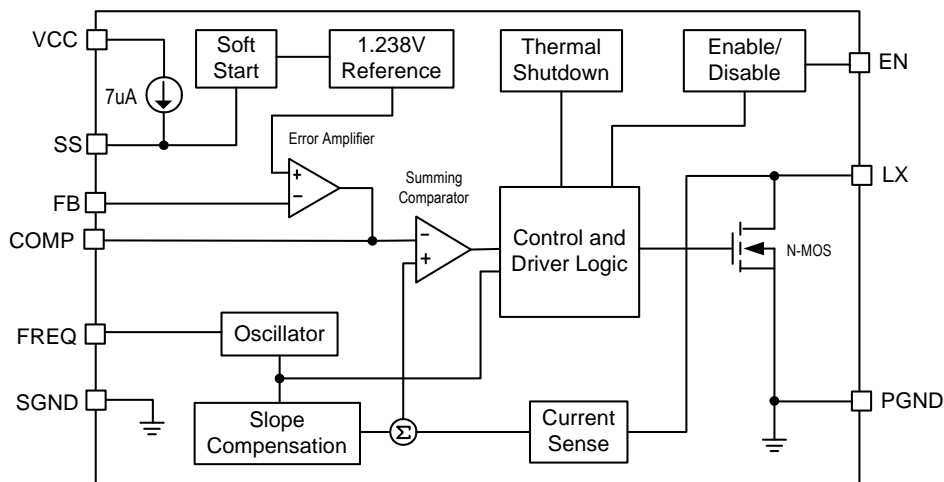 VCC
Soft
Start
1.238V
Reference
Thermal
Shutdown
Enable/
Disable
EN
7uA
SS
Error Amplifier
+
−
FB
Summing
Comparator
LX
COMP
−
+
Control and
Driver Logic
N-MOS
FREQ
Oscillator
SGND
Slope
Compensation
Σ
Current
Sense
PGND